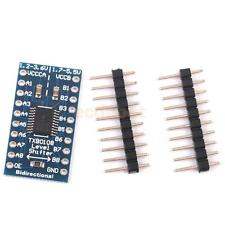 1.2-3.6V 1.7-5.5V
VCCA VCCB
A1 B1
A2 B2
A3 B3
A4 B4
A5 B5
A6 B6
A7 B7
A8 B8
OE GND
TXB0108
Level
Shifter
Bidirectional